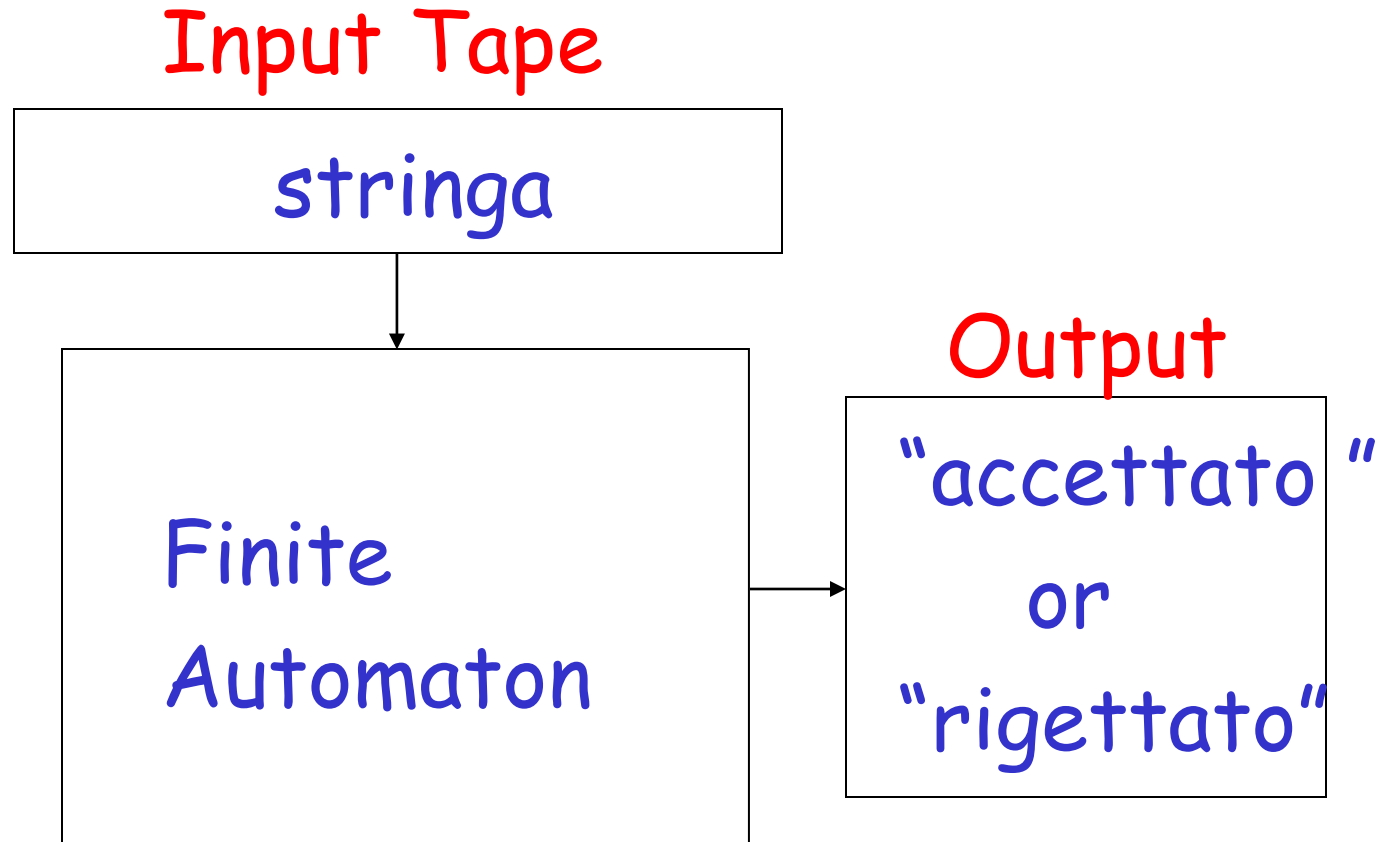 Input Tape
stringa
Output
“accettato ”
or
“rigettato”
Finite
Automaton